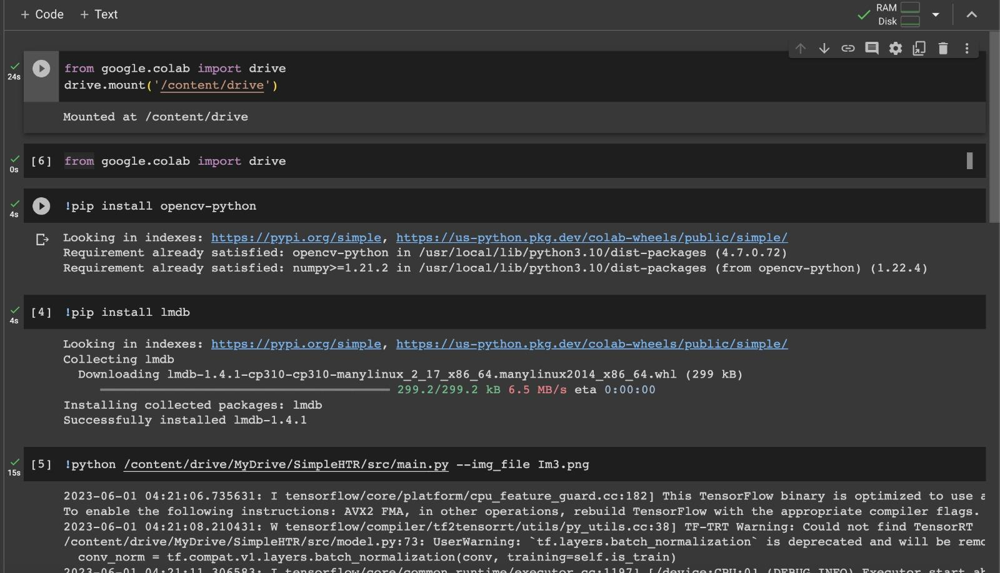 + Code + Text
RAM
Disk
24s
from google.colab import drive
drive.mount('/content/drive')
Mounted at /content/drive
0s
[6] from google.colab import drive
4s
!pip install opencv-python
Looking in indexes: https://pypi.org/simple, https://us-python.pkg.dev/colab-wheels/public/simple/
Requirement already satisfied: opencv-python in /usr/local/lib/python3.10/dist-packages (4.7.0.72)
Requirement already satisfied: numpy>=1.21.2 in /usr/local/lib/python3.10/dist-packages (from opencv-python) (1.22.4)
4s
[4] !pip install lmdb
Looking in indexes: https://pypi.org/simple, https://us-python.pkg.dev/colab-wheels/public/simple/
Collecting lmdb
Downloading lmdb-1.4.1-cp310-cp310-manylinux_2_17_x86_64.manylinux2014_x86_64.whl (299 kB)
299.2/299.2 kB 6.5 MB/s eta 0:00:00
Installing collected packages: lmdb
Successfully installed lmdb-1.4.1
15s
[5] !python /content/drive/MyDrive/SimpleHTR/src/main.py --img_file Im3.png
2023-06-01 04:21:06.735631: I tensorflow/core/platform/cpu_feature_guard.cc:182] This TensorFlow binary is optimized to use a
To enable the following instructions: AVX2 FMA, in other operations, rebuild TensorFlow with the appropriate compiler flags.
2023-06-01 04:21:08.210431: W tensorflow/compiler/tf2tensorrt/utils/py_utils.cc:38] TF-TRT Warning: Could not find TensorRT
/content/drive/MyDrive/SimpleHTR/src/model.py:73: UserWarning: `tf.layers.batch_normalization` is deprecated and will be remo
conv_norm = tf.compat.v1.layers.batch_normalization(conv, training=self.is_train)
2023-06-01 04:21:11.306583: I tensorflow/core/common_runtime/executor.cc:1197] [/device:CPU:0] (DEBUG INFO) Executor start ab